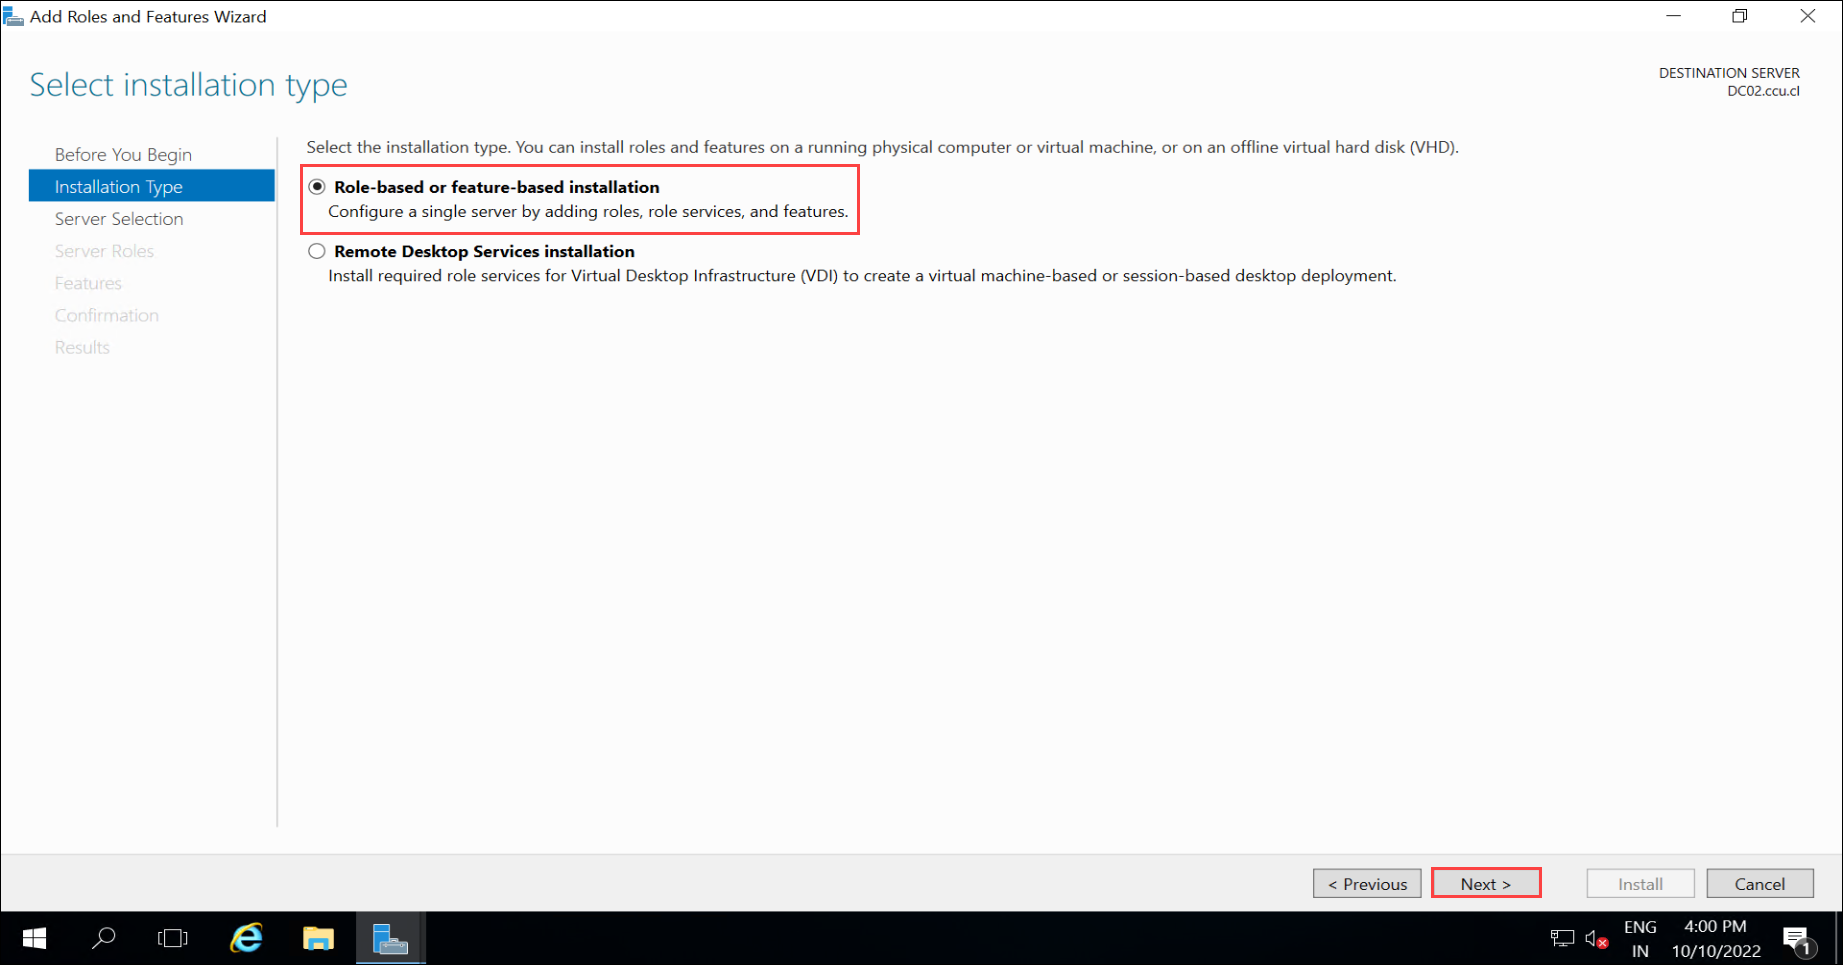 Add Roles and Features Wizard
Select installation type
DESTINATION SERVER
DC02.ccu.cl
Before You Begin
Installation Type
Server Selection
Server Roles
Features
Confirmation
Results
Select the installation type. You can install roles and features on a running physical computer or virtual machine, or on an offline virtual hard disk (VHD).
Role-based or feature-based installation
Configure a single server by adding roles, role services, and features.
Remote Desktop Services installation
Install required role services for Virtual Desktop Infrastructure (VDI) to create a virtual machine-based or session-based desktop deployment.
< Previous
Next >
Install
Cancel
ENG
IN
4:00 PM
10/10/2022
1